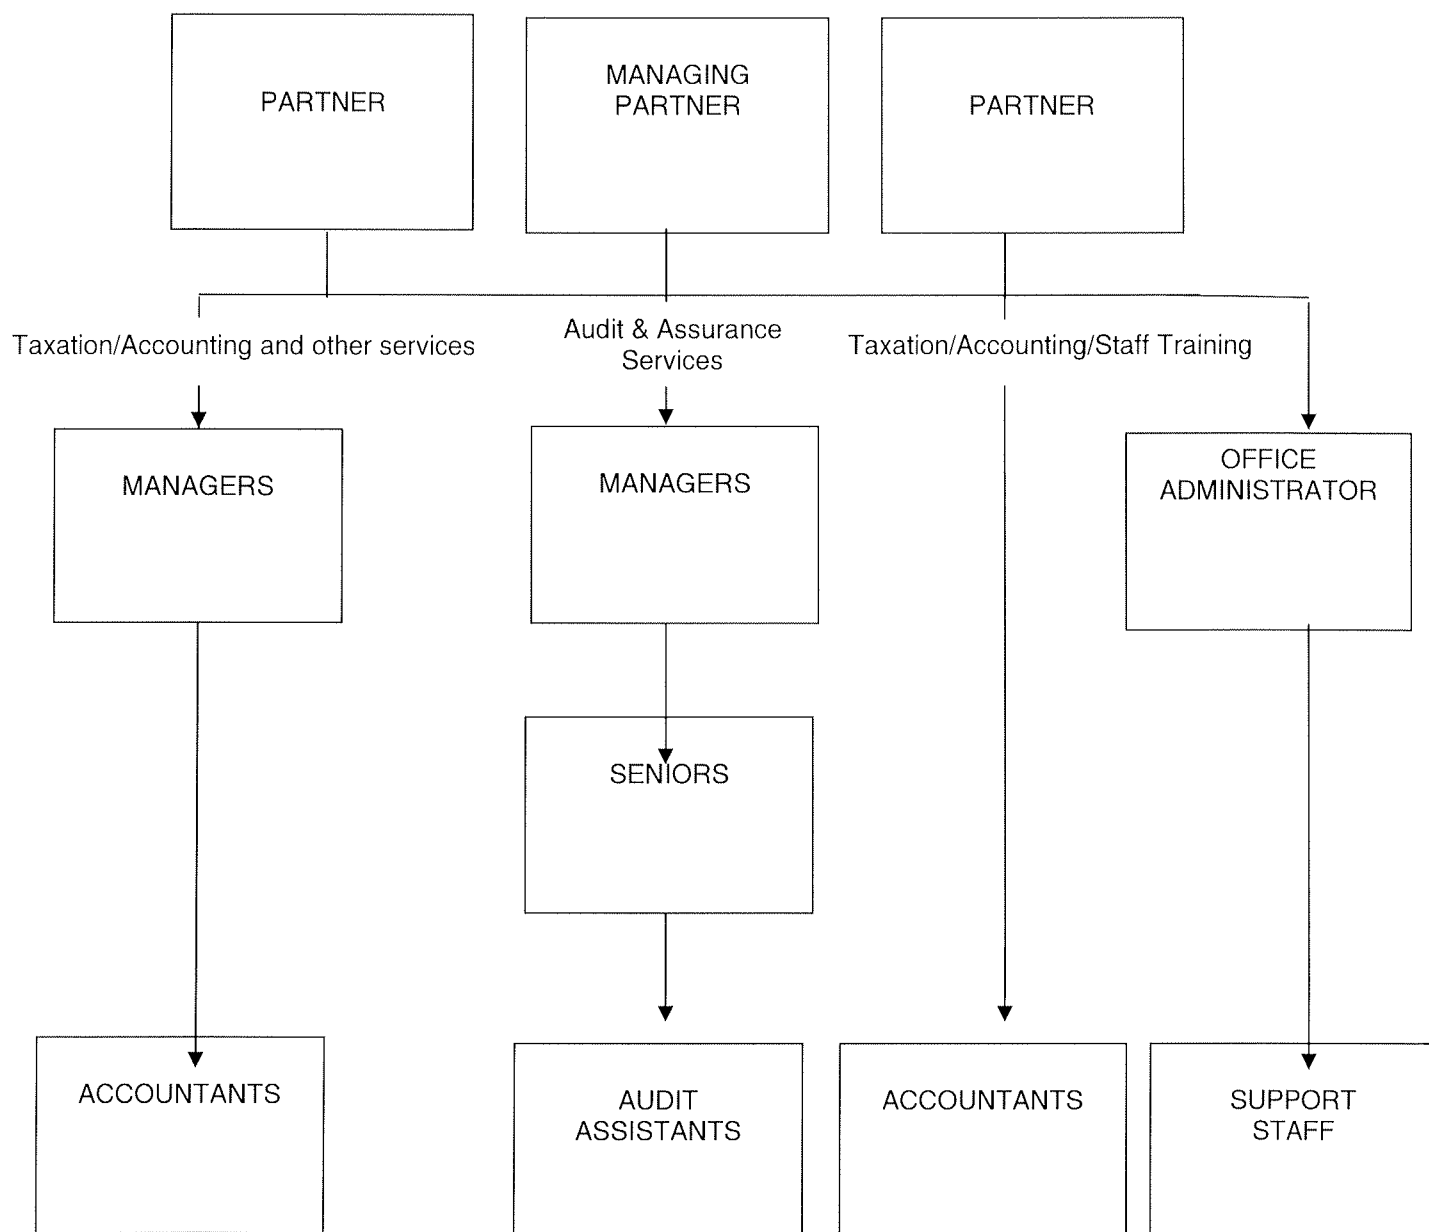 PARTNER
MANAGING
PARTNER
PARTNER
Taxation/Accounting and other services
Audit & Assurance
Services
Taxation/Accounting/Staff Training
MANAGERS
MANAGERS
OFFICE
ADMINISTRATOR
SENIORS
ACCOUNTANTS
AUDIT
ASSISTANTS
ACCOUNTANTS
SUPPORT
STAFF